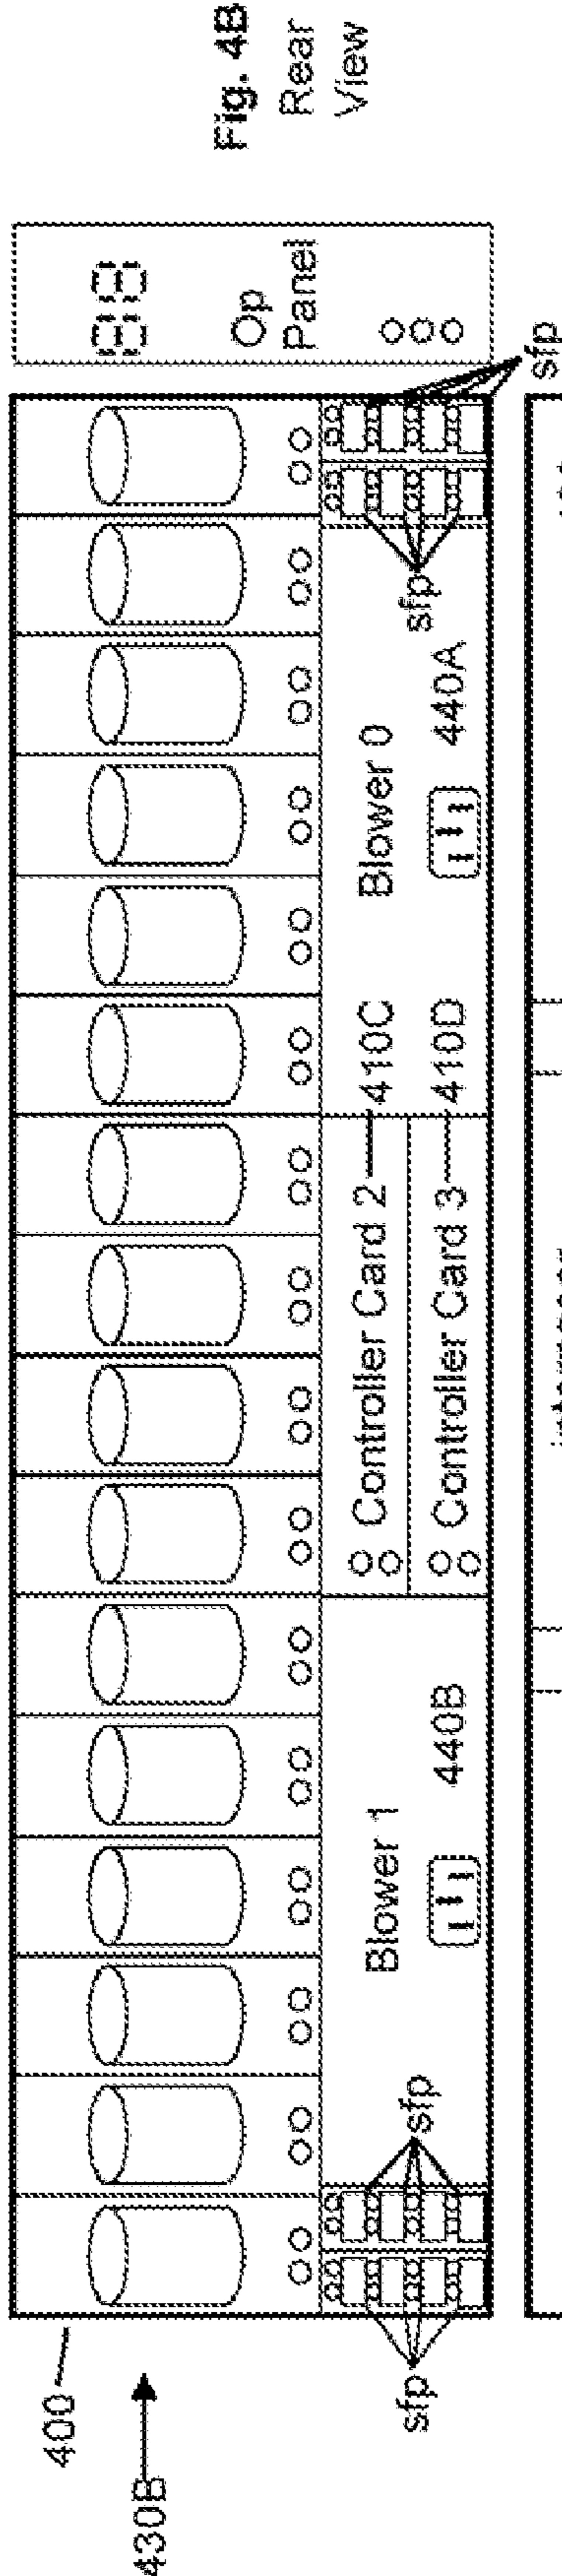 Fig. 4B
Rear
View
400
430B
Op
Panel
Blower 1
440B
Controller Card 2
410C
Controller Card 3
410D
Blower 0
440A
sfp
sfp
sfp
sfp